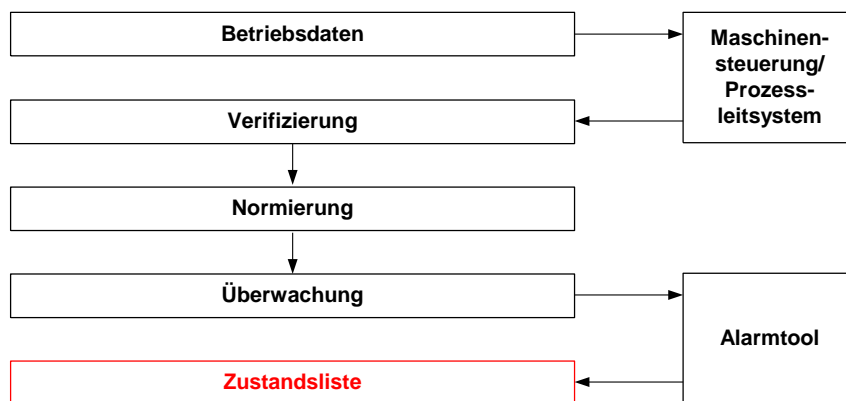 Betriebsdaten
Maschinen-
steuerung/
Prozess-
leitsystem
Verifizierung
Normierung
Überwachung
Alarmtool
Zustandsliste